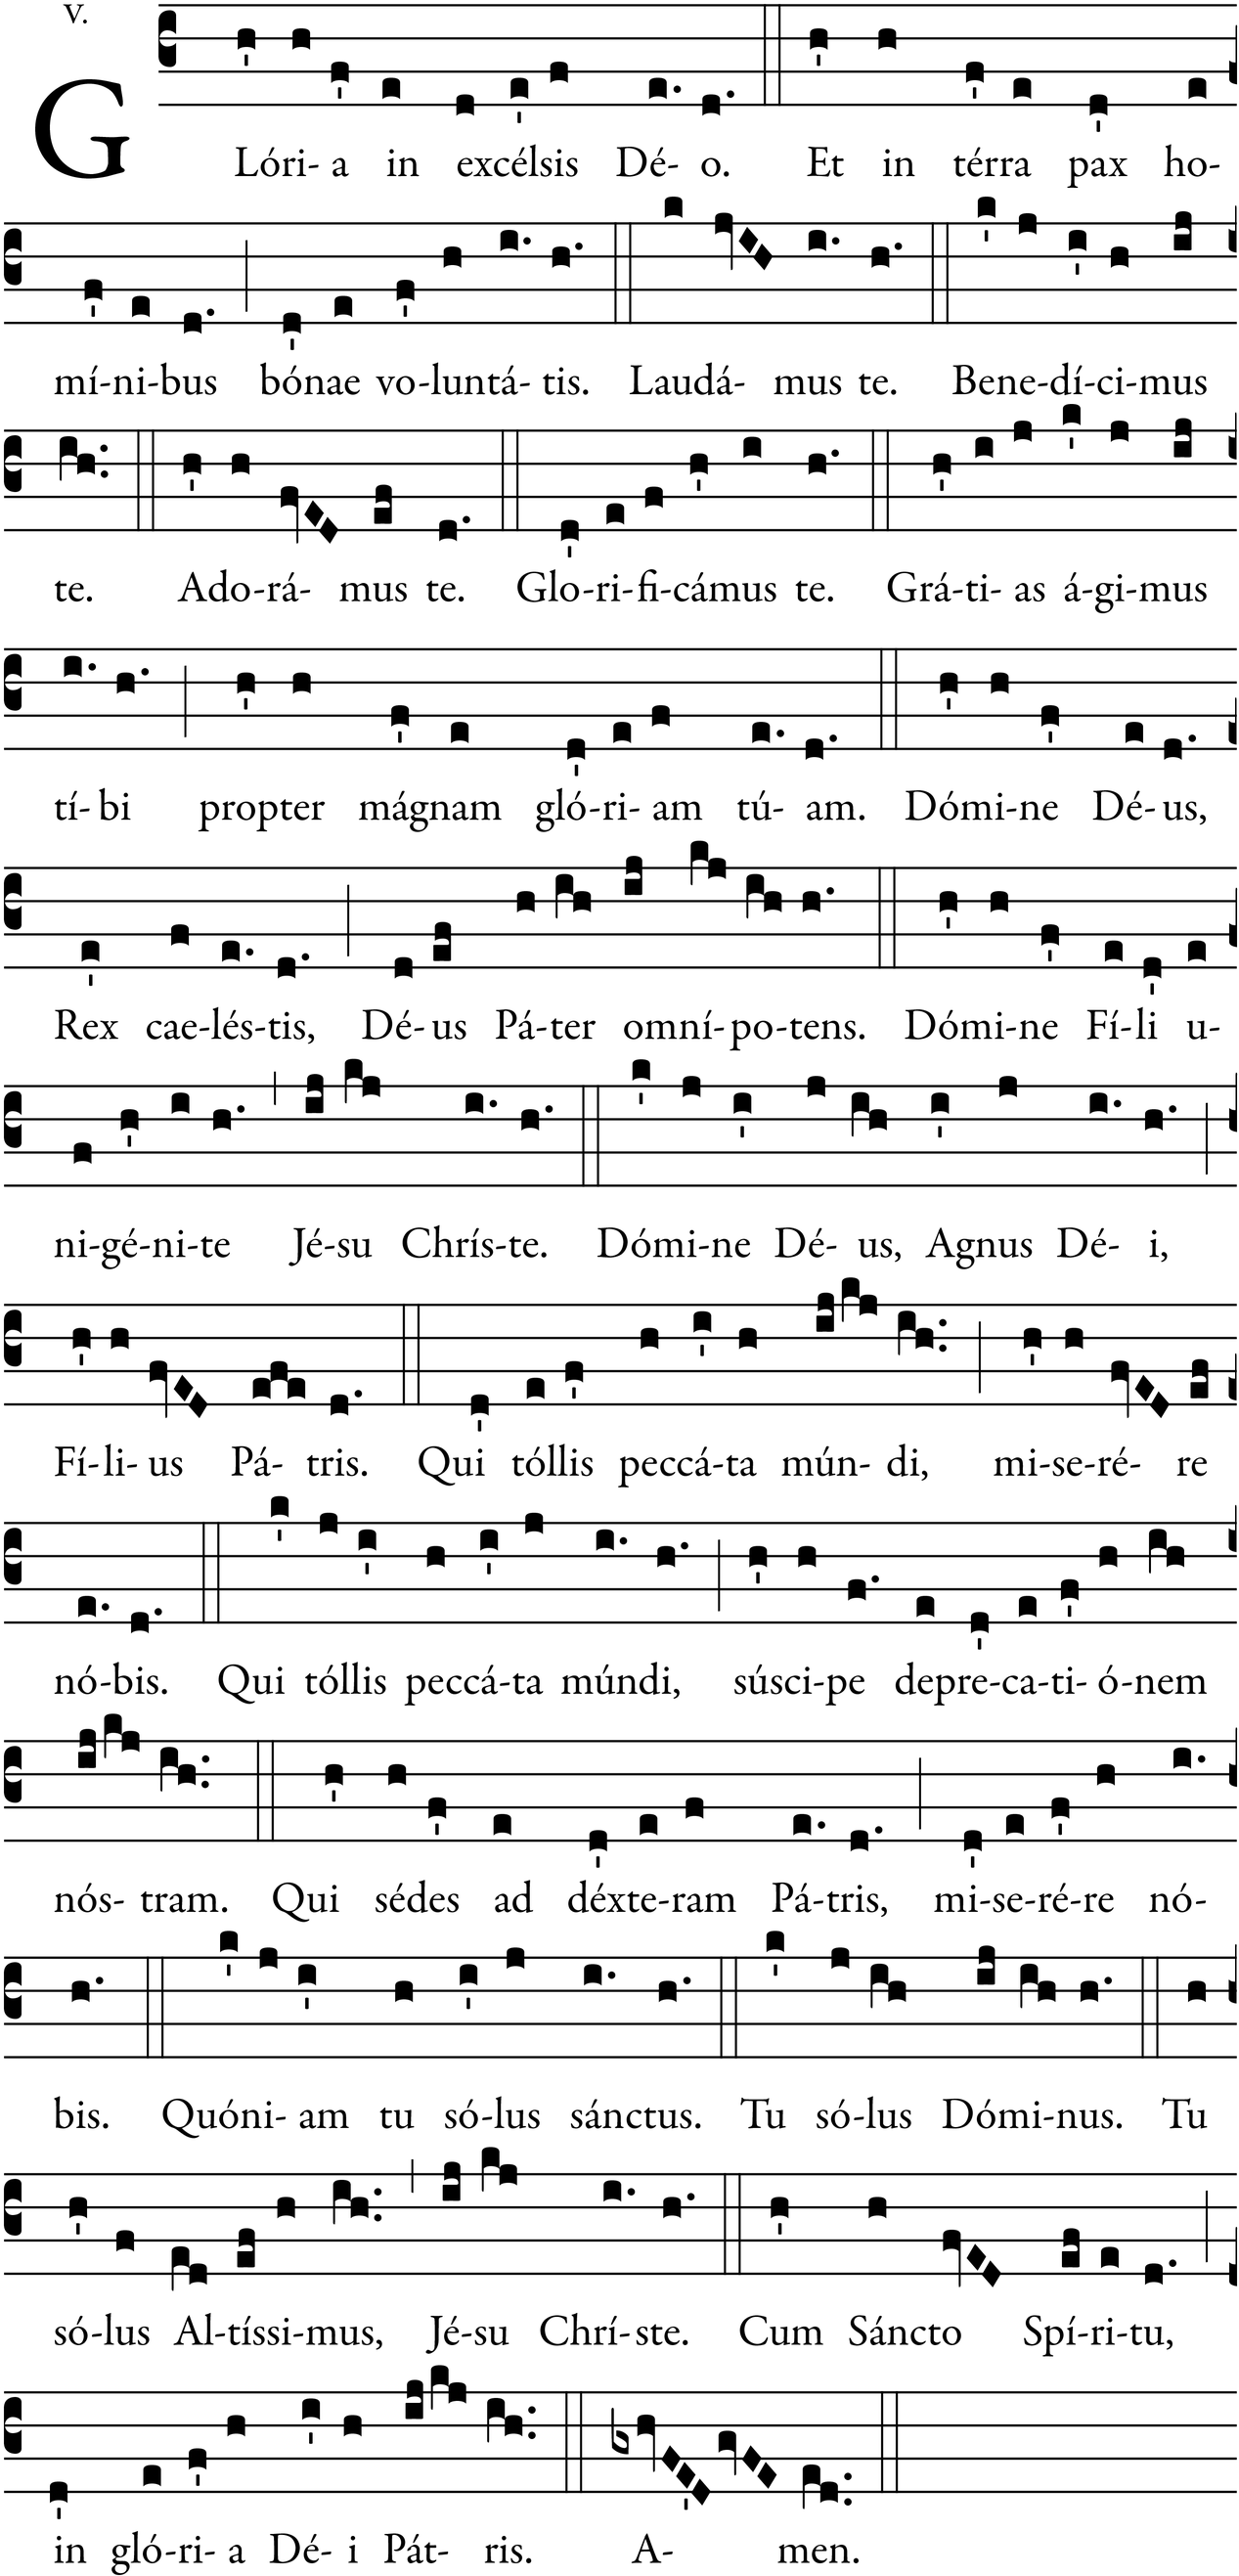 V.
GLóri- a in excélsis Dé- o. Et in térra pax ho-
mí-ni-bus bónae vo-luntá- tis. Laudá- mus te. Bene-dí-ci-mus
te. Ado-rá- mus te. Glo-ri-fi-cámus te. Grá-ti- as á-gi-mus
tí- bi propter mágnam gló-ri- am tú- am. Dómi-ne Dé- us,
Rex cae-lés-tis, Dé- us Pá-ter omní-po-tens. Dómi-ne Fí-li u-
ni-gé-ni-te Jé-su Chrís-te. Dómi-ne Dé- us, Agnus Dé- i,
Fí-li- us Pá- tris. Qui tóllis peccá-ta mún- di, mi-se-ré- re
nó-bis. Qui tóllis peccá-ta múndi, súsci-pe depre-ca-ti- ó-nem
nós- tram. Qui sédes ad déxte-ram Pá-tris, mi-se-ré-re nó-
bis. Quóni- am tu só-lus sánctus. Tu só-lus Dómi-nus. Tu
só-lus Al-tíssi-mus, Jé-su Chrí-ste. Cum Sáncto Spí-ri-tu,
in gló-ri- a Dé- i Pát- ris. A- men.